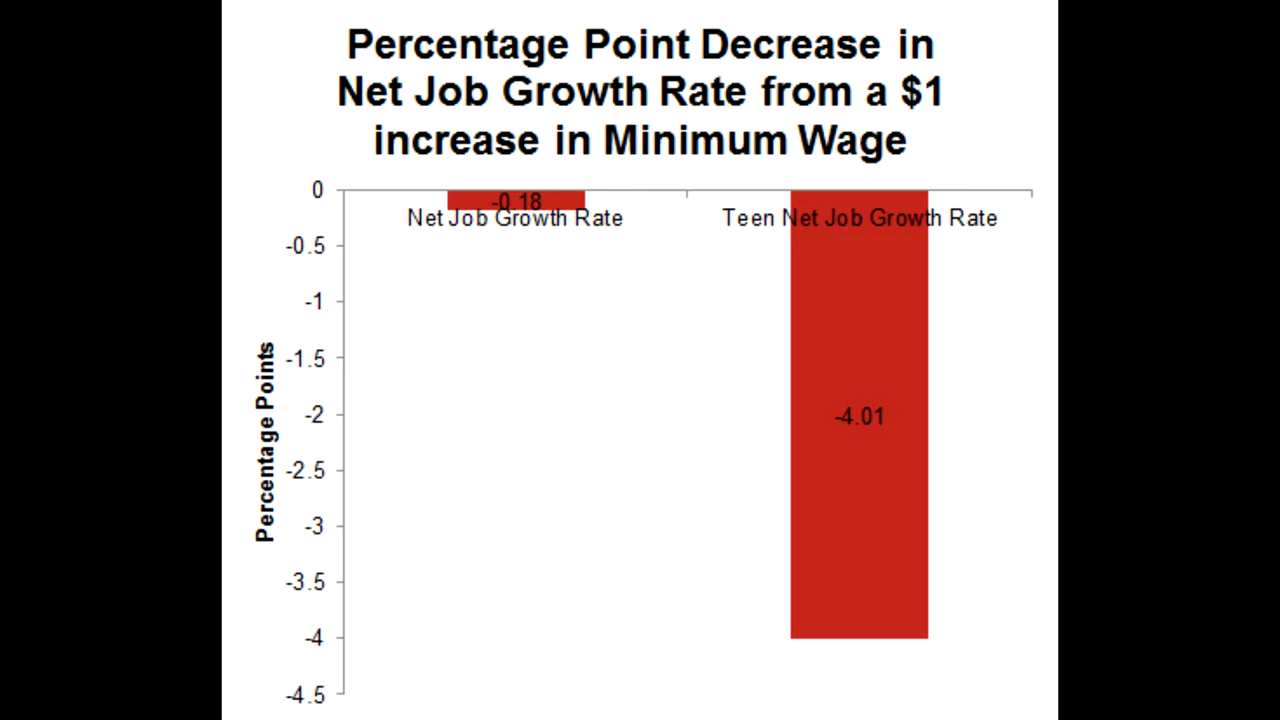 Percentage Point Decrease in
Net Job Growth Rate from a $1
increase in Minimum Wage
0
-0.18
Net Job Growth Rate
Teen Net Job Growth Rate
-0.5
-1
-1.5
-2
-4.01
-2.5
-3
-3.5
-4
-4.5
Percentage Points